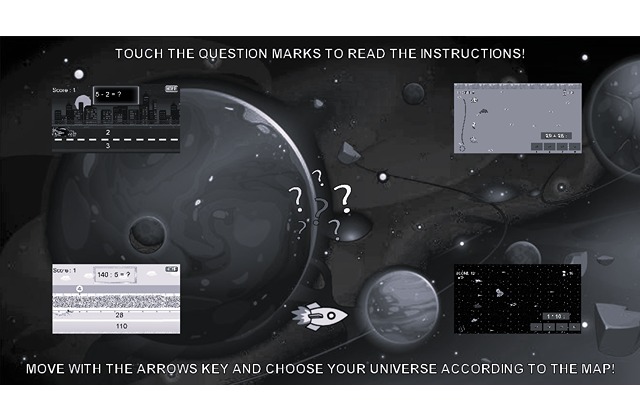 TOUCH THE QUESTION MARKS TO READ THE INSTRUCTIONS!
Score : 1
5 - 2 = ?
2
3
? ? ? ? ? ?
Score : 1
140 : 5 = ?
28
110
MOVE WITH THE ARROWS KEY AND CHOOSE YOUR UNIVERSE ACCORDING TO THE MAP!